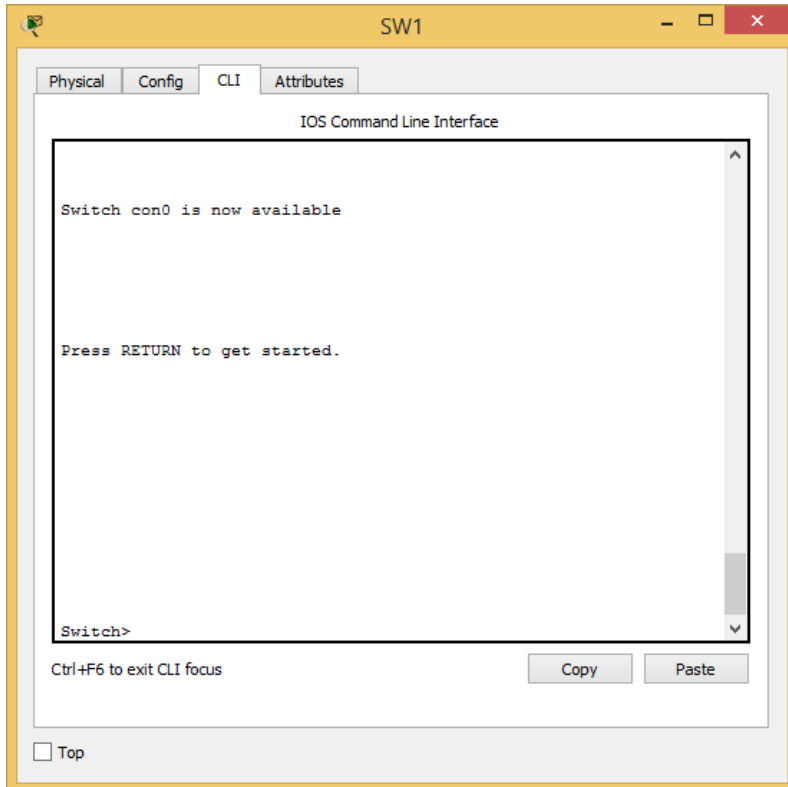 SW1
Physical Config CLI Attributes
IOS Command Line Interface
Switch con0 is now available
Press RETURN to get started.
Switch>
Ctrl+F6 to exit CLI focus
Copy Paste
Top